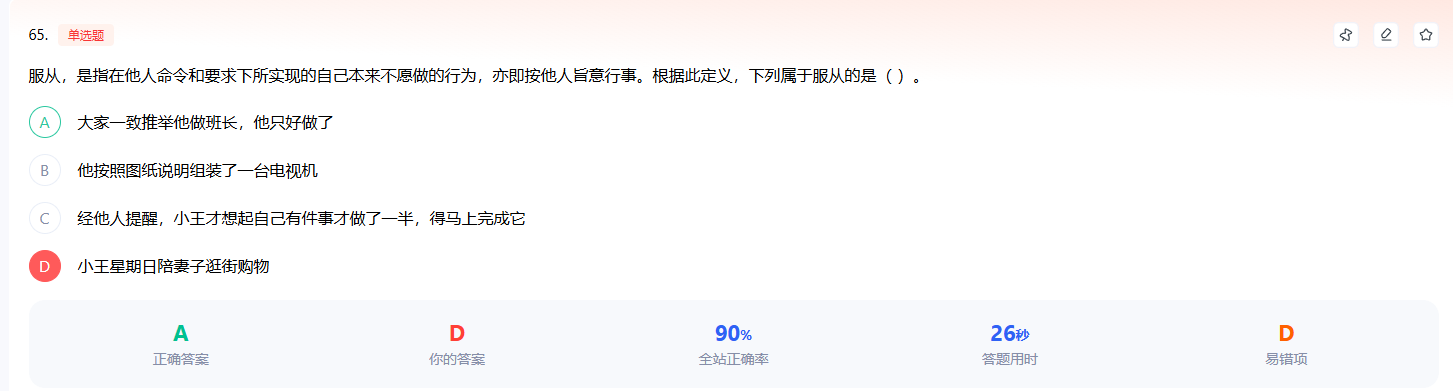 65. 单选题
服从，是指在他人命令和要求下所实现的自己本来不愿做的行为，亦即按他人旨意行事。根据此定义，下列属于服从的是（ ）。
A 大家一致推举他做班长，他只好做了
B 他按照图纸说明组装了一台电视机
C 经他人提醒，小王才想起自己有件事才做了一半，得马上完成它
D 小王星期日陪妻子逛街购物
A D 90% 26秒 D
正确答案 你的答案 全站正确率 答题用时 易错项